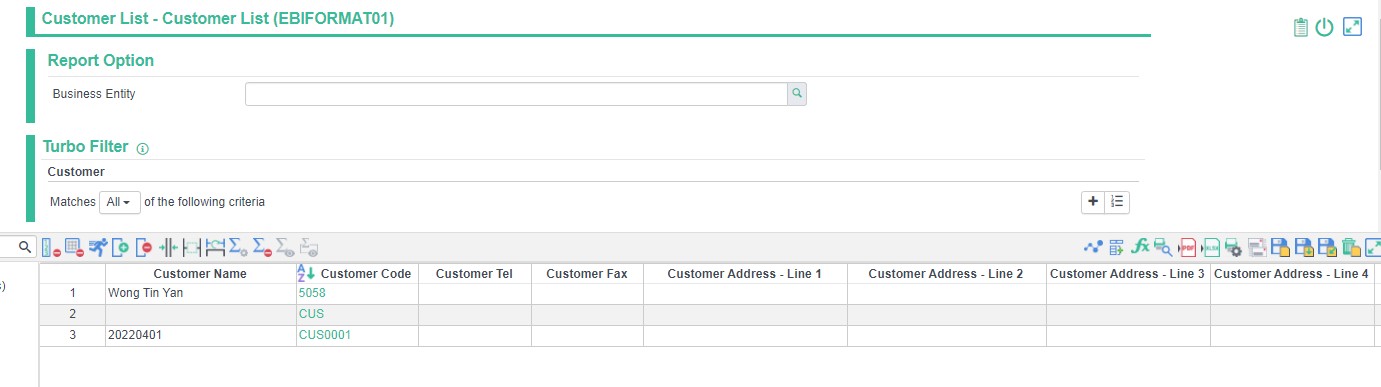 Customer List - Customer List (EBIFORMAT01)
Report Option
Business Entity
Turbo Filter
Customer
Matches All of the following criteria
s)
Customer Name Customer Code Customer Tel Customer Fax Customer Address - Line 1 Customer Address - Line 2 Customer Address - Line 3 Customer Address - Line 4
1 Wong Tin Yan 5058
2 CUS
3 20220401 CUS0001